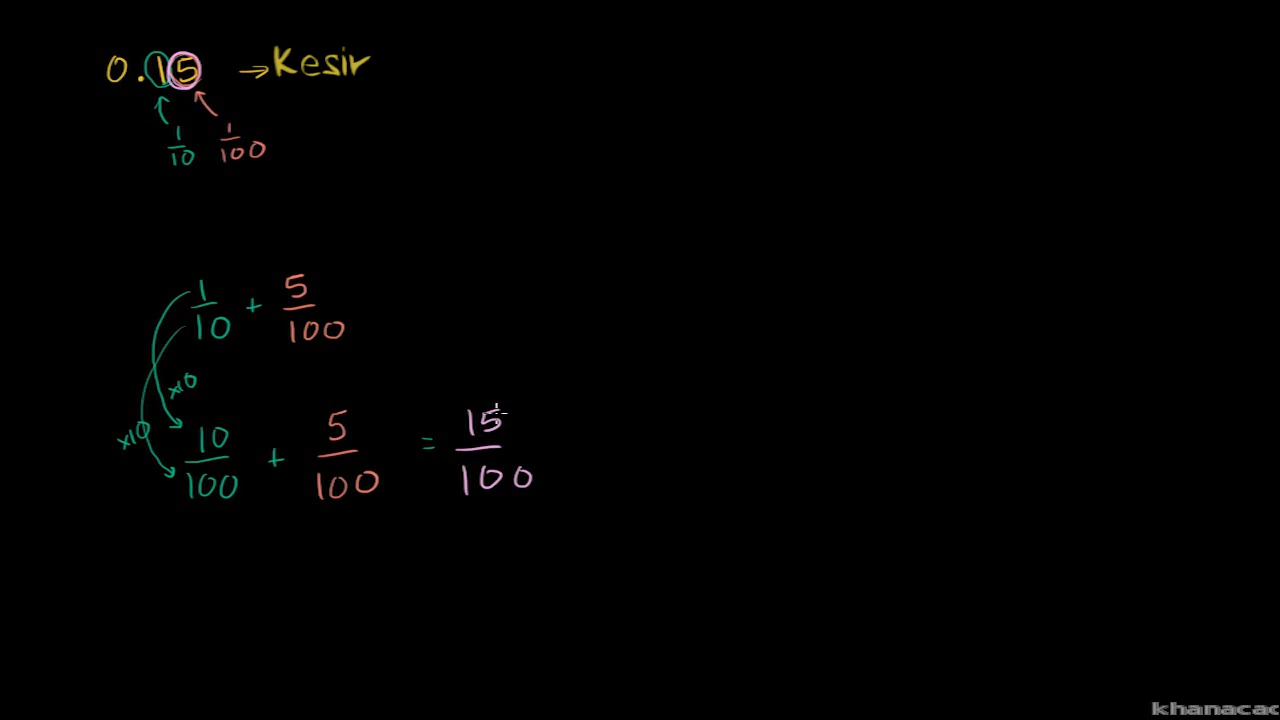 0.15 → Kesir
1/10 1/100
1/10 + 5/100
×10
×10
10/100 + 5/100 = 15/100
khanacac